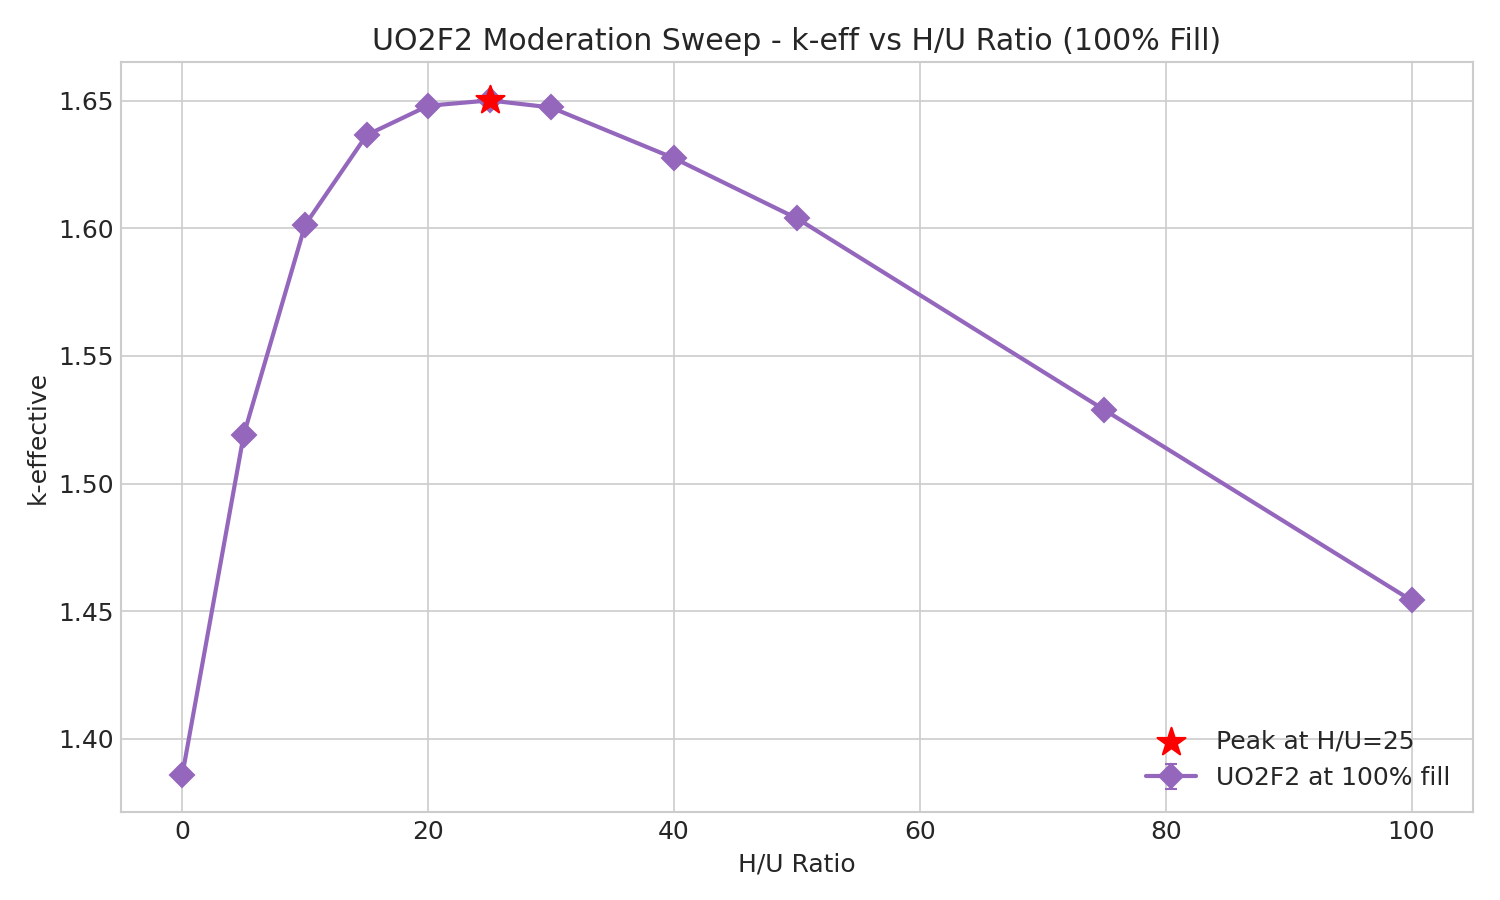 UO2F2 Moderation Sweep - k-eff vs H/U Ratio (100% Fill)
k-effective
1.65
1.60
1.55
1.50
1.45
1.40
0 20 40 60 80 100
H/U Ratio
Peak at H/U=25
UO2F2 at 100% fill